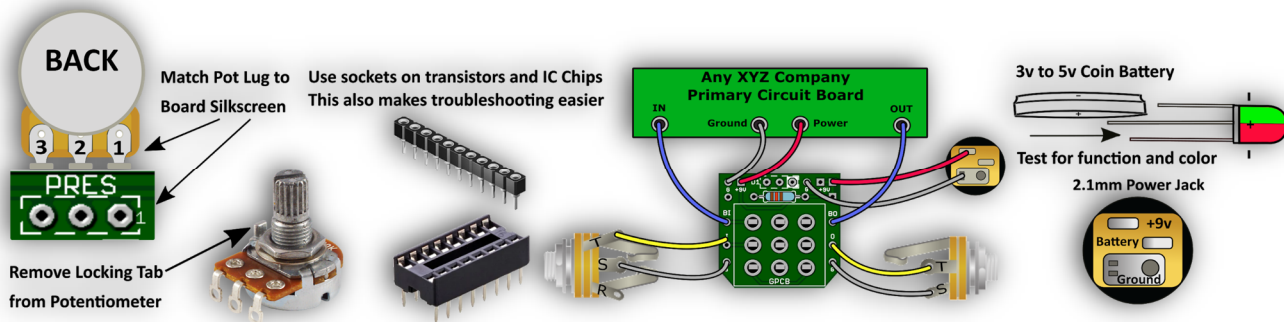 BACK
3 2 1
PRES
1
Match Pot Lug to
Board Silkscreen
Remove Locking Tab
from Potentiometer
Use sockets on transistors and IC Chips
This also makes troubleshooting easier
Any XYZ Company
Primary Circuit Board
IN
OUT
Ground
Power
G +9v
G +9v
BI
BO
I
O
GPCB
T
S
R
T
S
3v to 5v Coin Battery
-
+
-
+
-
Test for function and color
2.1mm Power Jack
+9v
Battery
Ground